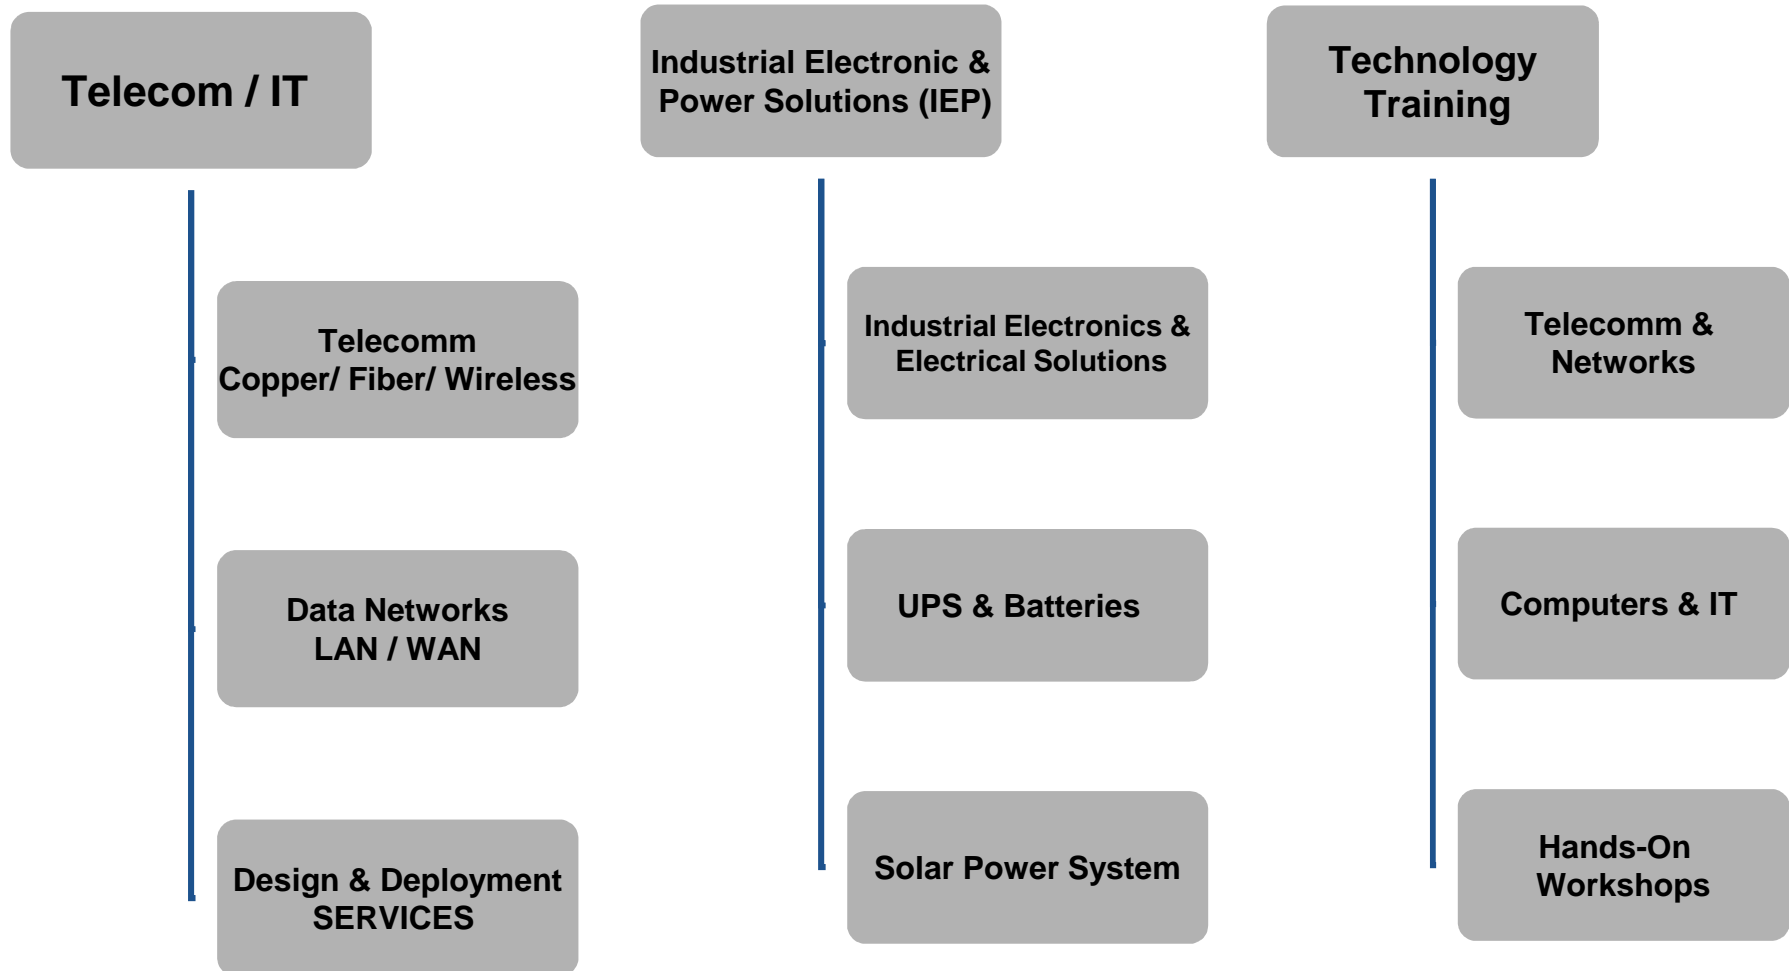 Telecom / IT
Telecomm
Copper/ Fiber/ Wireless
Data Networks
LAN / WAN
Design & Deployment
SERVICES
Industrial Electronic &
Power Solutions (IEP)
Industrial Electronics &
Electrical Solutions
UPS & Batteries
Solar Power System
Technology
Training
Telecomm &
Networks
Computers & IT
Hands-On
Workshops